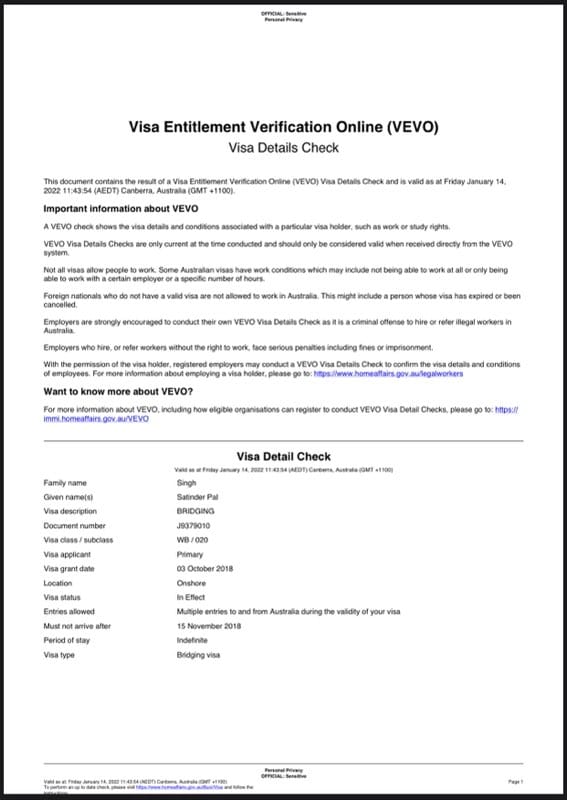 OFFICIAL: Sensitive
Personal Privacy
Visa Entitlement Verification Online (VEVO)
Visa Details Check
This document contains the result of a Visa Entitlement Verification Online (VEVO) Visa Details Check and is valid as at Friday January 14,
2022 11:43:54 (AEDT) Canberra, Australia (GMT +1100).
Important information about VEVO
A VEVO check shows the visa details and conditions associated with a particular visa holder, such as work or study rights.
VEVO Visa Details Checks are only current at the time conducted and should only be considered valid when received directly from the VEVO
system.
Not all visas allow people to work. Some Australian visas have work conditions which may include not being able to work at all or only being
able to work with a certain employer or a specific number of hours.
Foreign nationals who do not have a valid visa are not allowed to work in Australia. This might include a person whose visa has expired or been
cancelled.
Employers are strongly encouraged to conduct their own VEVO Visa Details Check as it is a criminal offense to hire or refer illegal workers in
Australia.
Employers who hire, or refer workers without the right to work, face serious penalties including fines or imprisonment.
With the permission of the visa holder, registered employers may conduct a VEVO Visa Details Check to confirm the visa details and conditions
of employees. For more information about employing a visa holder, please go to: https://www.homeaffairs.gov.au/legalworkers
Want to know more about VEVO?
For more information about VEVO, including how eligible organisations can register to conduct VEVO Visa Detail Checks, please go to: https://
immi.homeaffairs.gov.au/VEVO
Visa Detail Check
Valid as at Friday January 14, 2022 11:43:54 (AEDT) Canberra, Australia (GMT +1100)
Family name Singh
Given name(s) Satinder Pal
Visa description BRIDGING
Document number J9379010
Visa class / subclass WB / 020
Visa applicant Primary
Visa grant date 03 October 2018
Location Onshore
Visa status In Effect
Entries allowed Multiple entries to and from Australia during the validity of your visa
Must not arrive after 15 November 2018
Period of stay Indefinite
Visa type Bridging visa
Personal Privacy
OFFICIAL: Sensitive
Valid as at Friday January 14, 2022 11:43:54 (AEDT) Canberra, Australia (GMT +1100) Page 1
To perform an up to date check, please visit and follow the